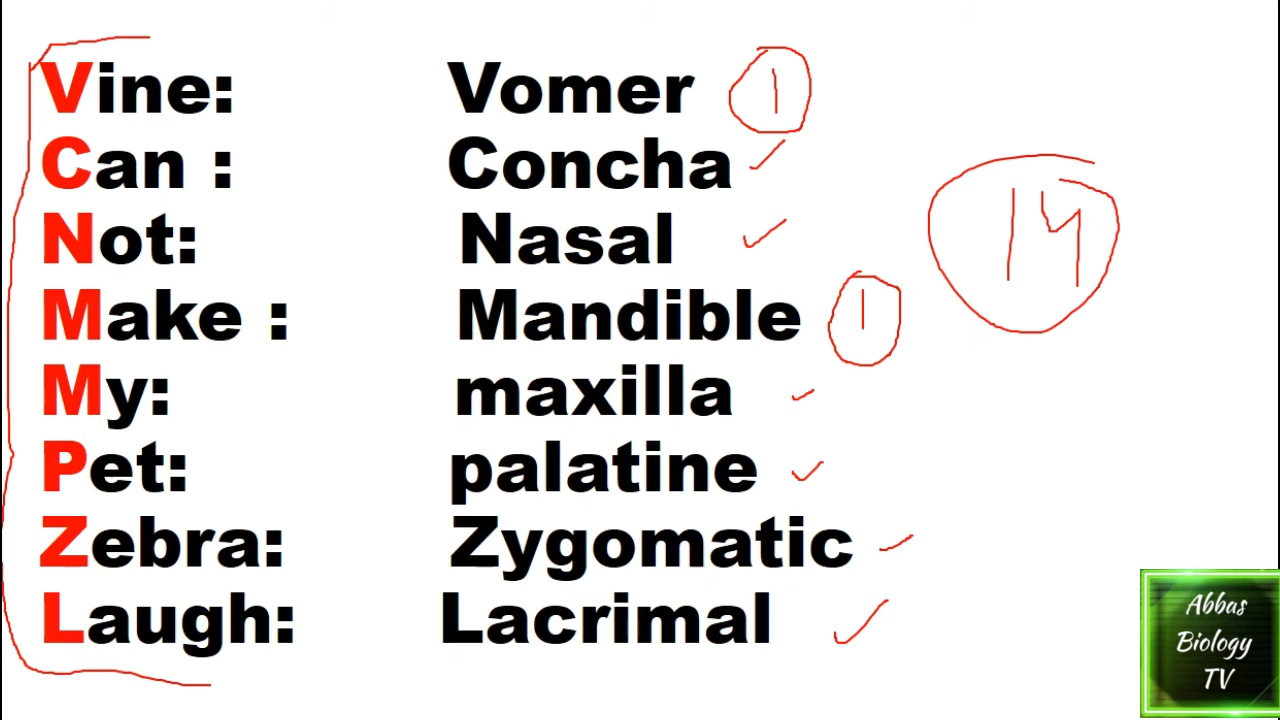 Vine: Vomer 1
Can : Concha
Not: Nasal
14
Make : Mandible 1
My: maxilla
Pet: palatine
Zebra: Zygomatic
Laugh: Lacrimal
Abbas
Biology
TV